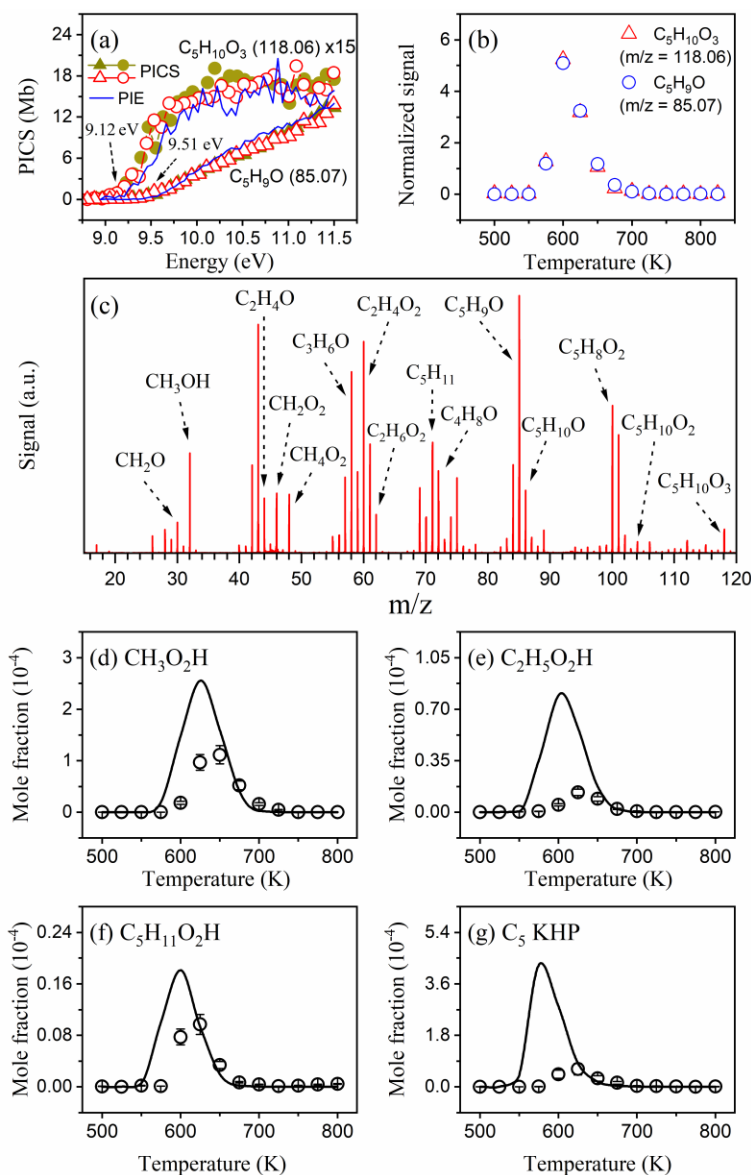 (a)
C₅H₁₀O₃ (118.06) x15
PICS
PIE
9.12 eV
9.51 eV
C₅H₉O (85.07)
PICS (Mb)
24
18
12
6
0
9.0 9.5 10.0 10.5 11.0 11.5
Energy (eV)
(b)
C₅H₁₀O₃
(m/z = 118.06)
C₅H₉O
(m/z = 85.07)
Normalized signal
6
4
2
0
500 600 700 800
Temperature (K)
(c)
C₂H₄O
C₂H₄O₂
C₅H₉O
C₃H₆O
C₅H₈O₂
CH₃OH
C₅H₁₁
CH₂O₂
C₄H₈O
C₂H₆O₂
C₅H₁₀O
C₅H₁₀O₂
CH₂O
CH₄O₂
C₅H₁₀O₃
Signal (a.u.)
20 30 40 50 60 70 80 90 100 110 120
m/z
(d) CH₃O₂H
Mole fraction (10⁻⁴)
3
2
1
0
500 600 700 800
Temperature (K)
(e) C₂H₅O₂H
Mole fraction (10⁻⁴)
1.05
0.70
0.35
0.00
500 600 700 800
Temperature (K)
(f) C₅H₁₁O₂H
Mole fraction (10⁻⁴)
0.24
0.16
0.08
0.00
500 600 700 800
Temperature (K)
(g) C₅ KHP
Mole fraction (10⁻⁴)
5.4
3.6
1.8
0.0
500 600 700 800
Temperature (K)